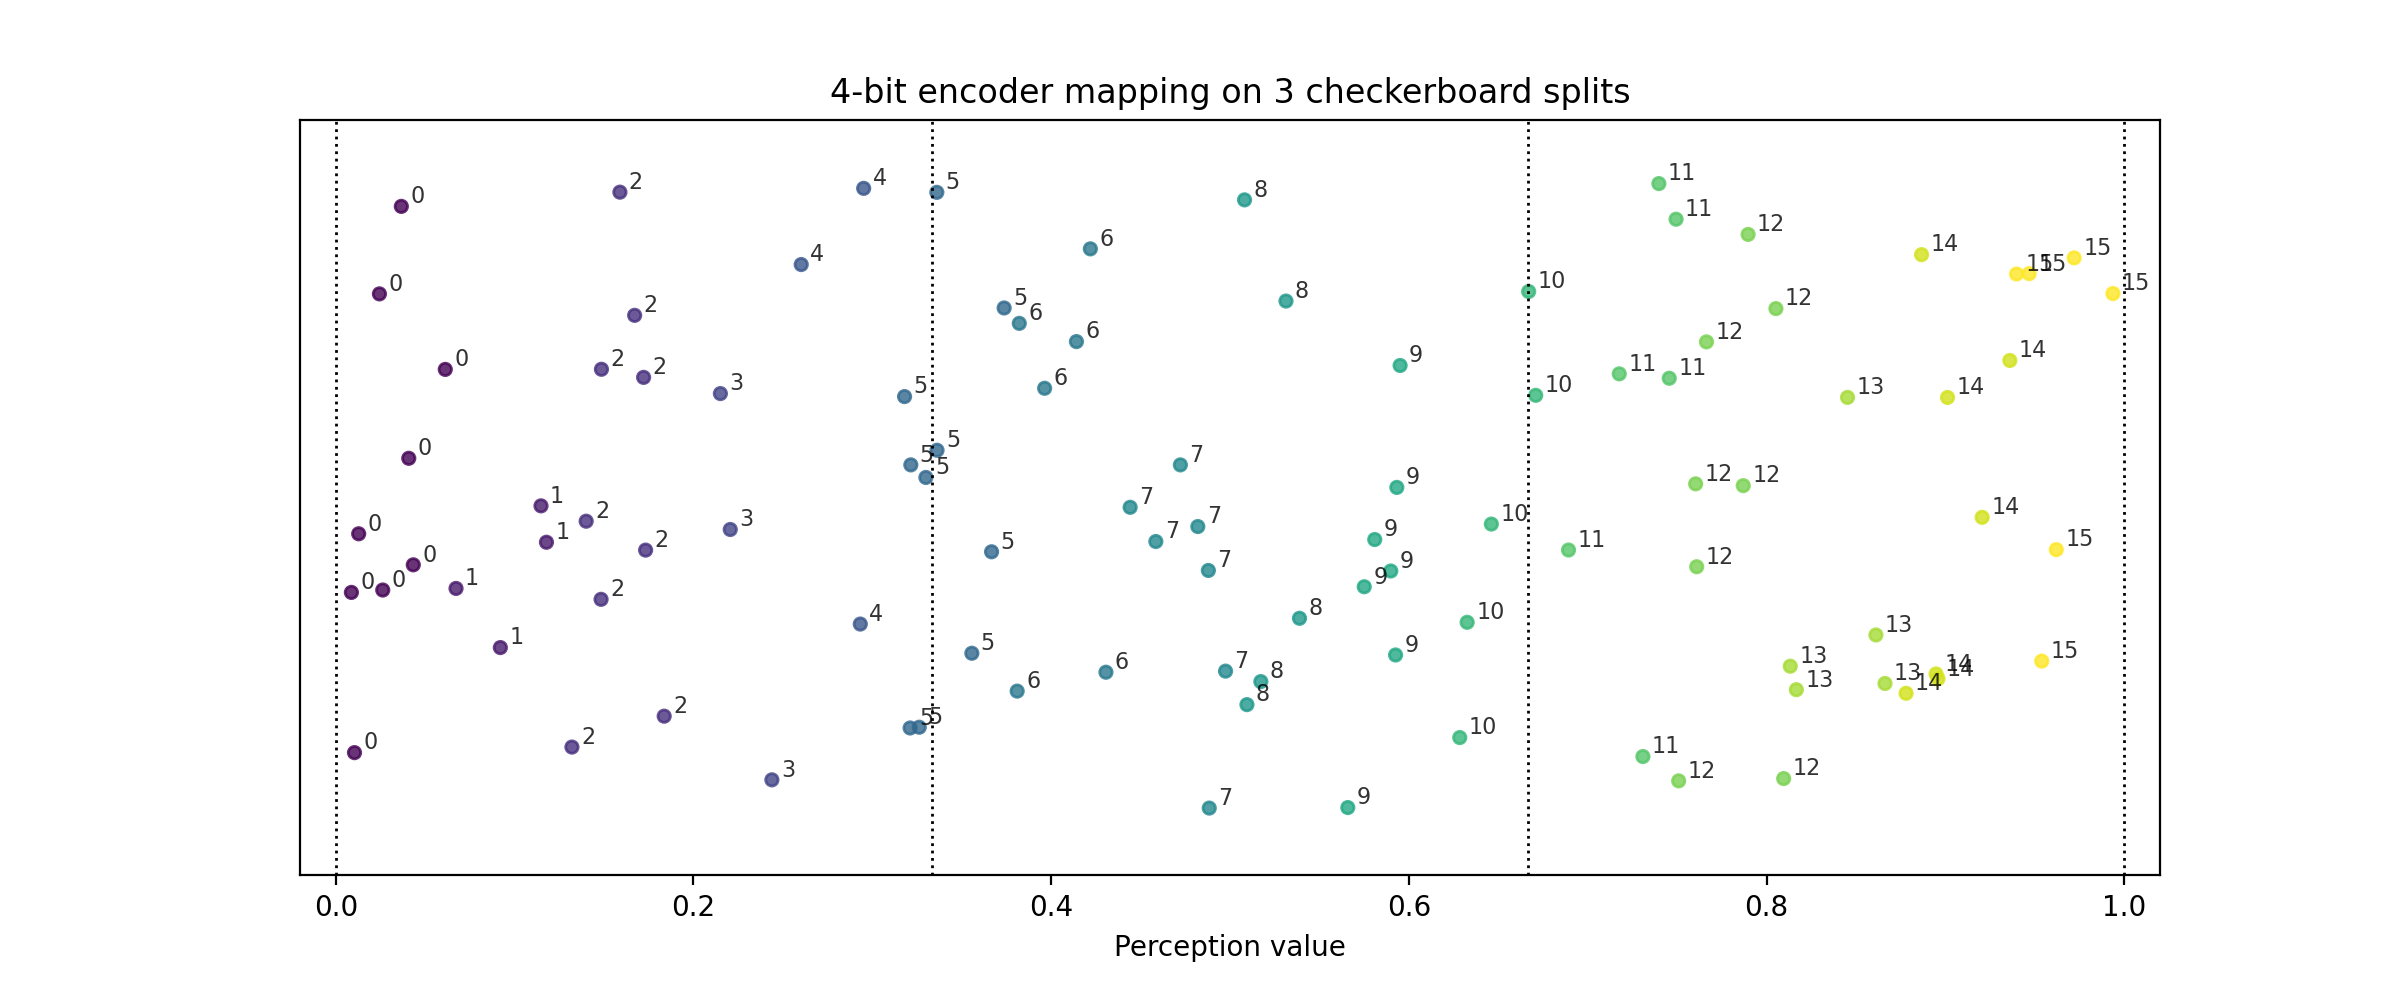 4-bit encoder mapping on 3 checkerboard splits
0 2 4 5 8 11
11
12
4 6 14 15
15 15
0 8 10 15
2 5 6 12
6 12
0 2 2 9 11 11 14
3 5 6 10 13 14
0 5 5 5 7
9 12 12
1 2 7 10 14
0 1 3 7 7 9
2 5 11 15
0 7 9 12
0 0 1 9
2 8 10
4 13
1 5 9 15
6 7 13 14 14
6 8 13 13 14
2 8
5 5 10
0 2 11
3 12 12
7 9
0.0 0.2 0.4 0.6 0.8 1.0
Perception value